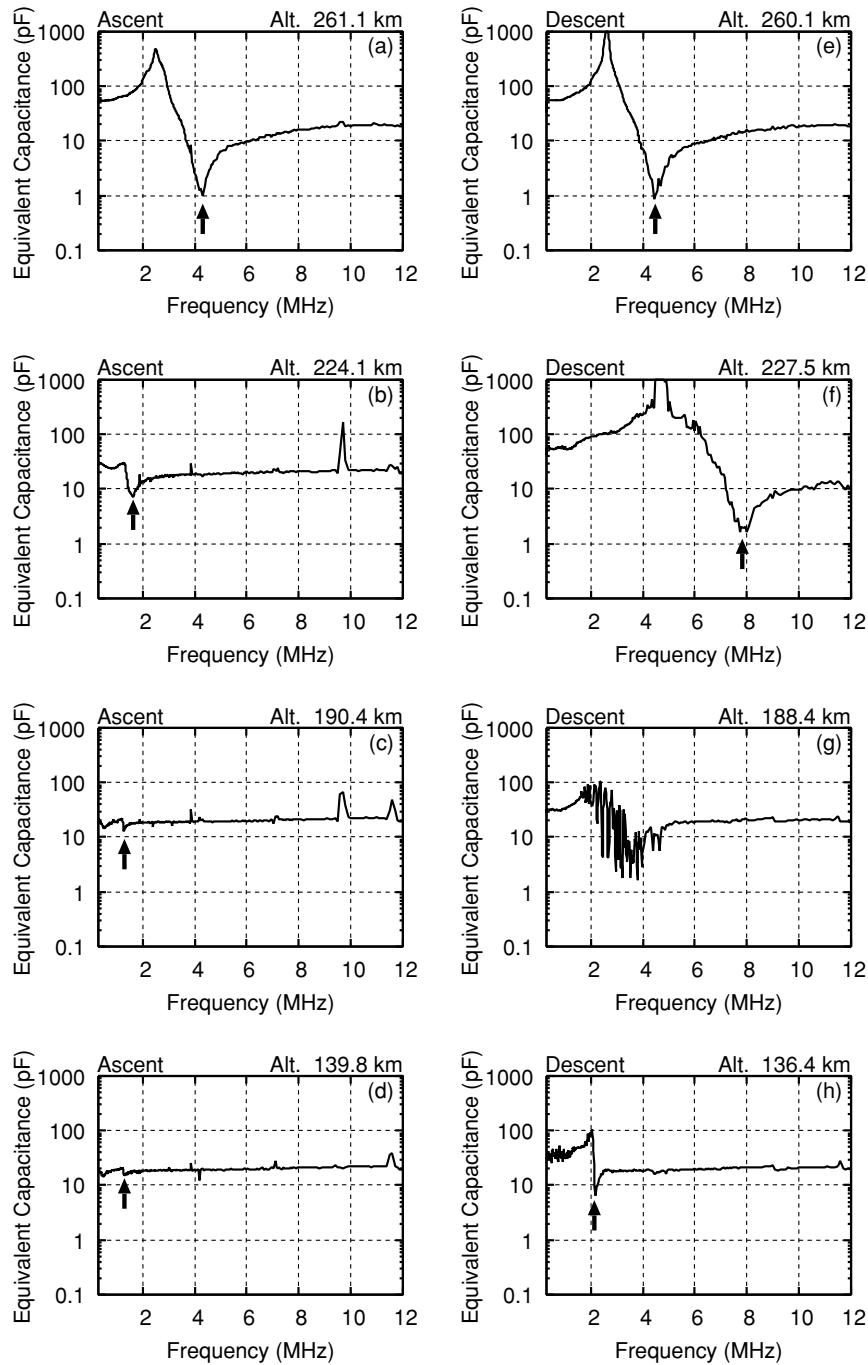 Ascent Alt. 261.1 km
(a)
Equivalent Capacitance (pF)
1000
100
10
1
0.1
2 4 6 8 10 12
Frequency (MHz)
Descent Alt. 260.1 km
(e)
Equivalent Capacitance (pF)
1000
100
10
1
0.1
2 4 6 8 10 12
Frequency (MHz)
Ascent Alt. 224.1 km
(b)
Equivalent Capacitance (pF)
1000
100
10
1
0.1
2 4 6 8 10 12
Frequency (MHz)
Descent Alt. 227.5 km
(f)
Equivalent Capacitance (pF)
1000
100
10
1
0.1
2 4 6 8 10 12
Frequency (MHz)
Ascent Alt. 190.4 km
(c)
Equivalent Capacitance (pF)
1000
100
10
1
0.1
2 4 6 8 10 12
Frequency (MHz)
Descent Alt. 188.4 km
(g)
Equivalent Capacitance (pF)
1000
100
10
1
0.1
2 4 6 8 10 12
Frequency (MHz)
Ascent Alt. 139.8 km
(d)
Equivalent Capacitance (pF)
1000
100
10
1
0.1
2 4 6 8 10 12
Frequency (MHz)
Descent Alt. 136.4 km
(h)
Equivalent Capacitance (pF)
1000
100
10
1
0.1
2 4 6 8 10 12
Frequency (MHz)